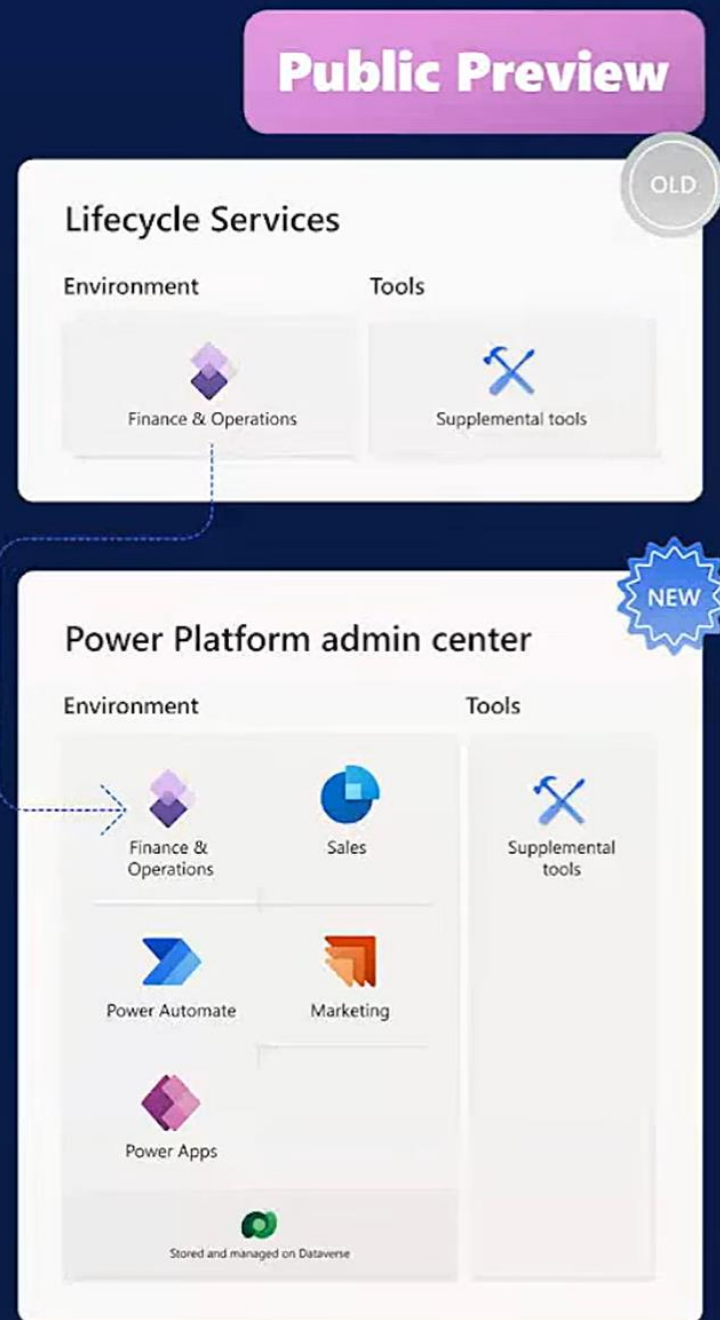 Public Preview
OLD
Lifecycle Services
Environment
Tools
Finance & Operations
Supplemental tools
NEW
Power Platform admin center
Environment
Tools
Finance &
Operations
Sales
Supplemental
tools
Power Automate
Marketing
Power Apps
Stored and managed on Dataverse